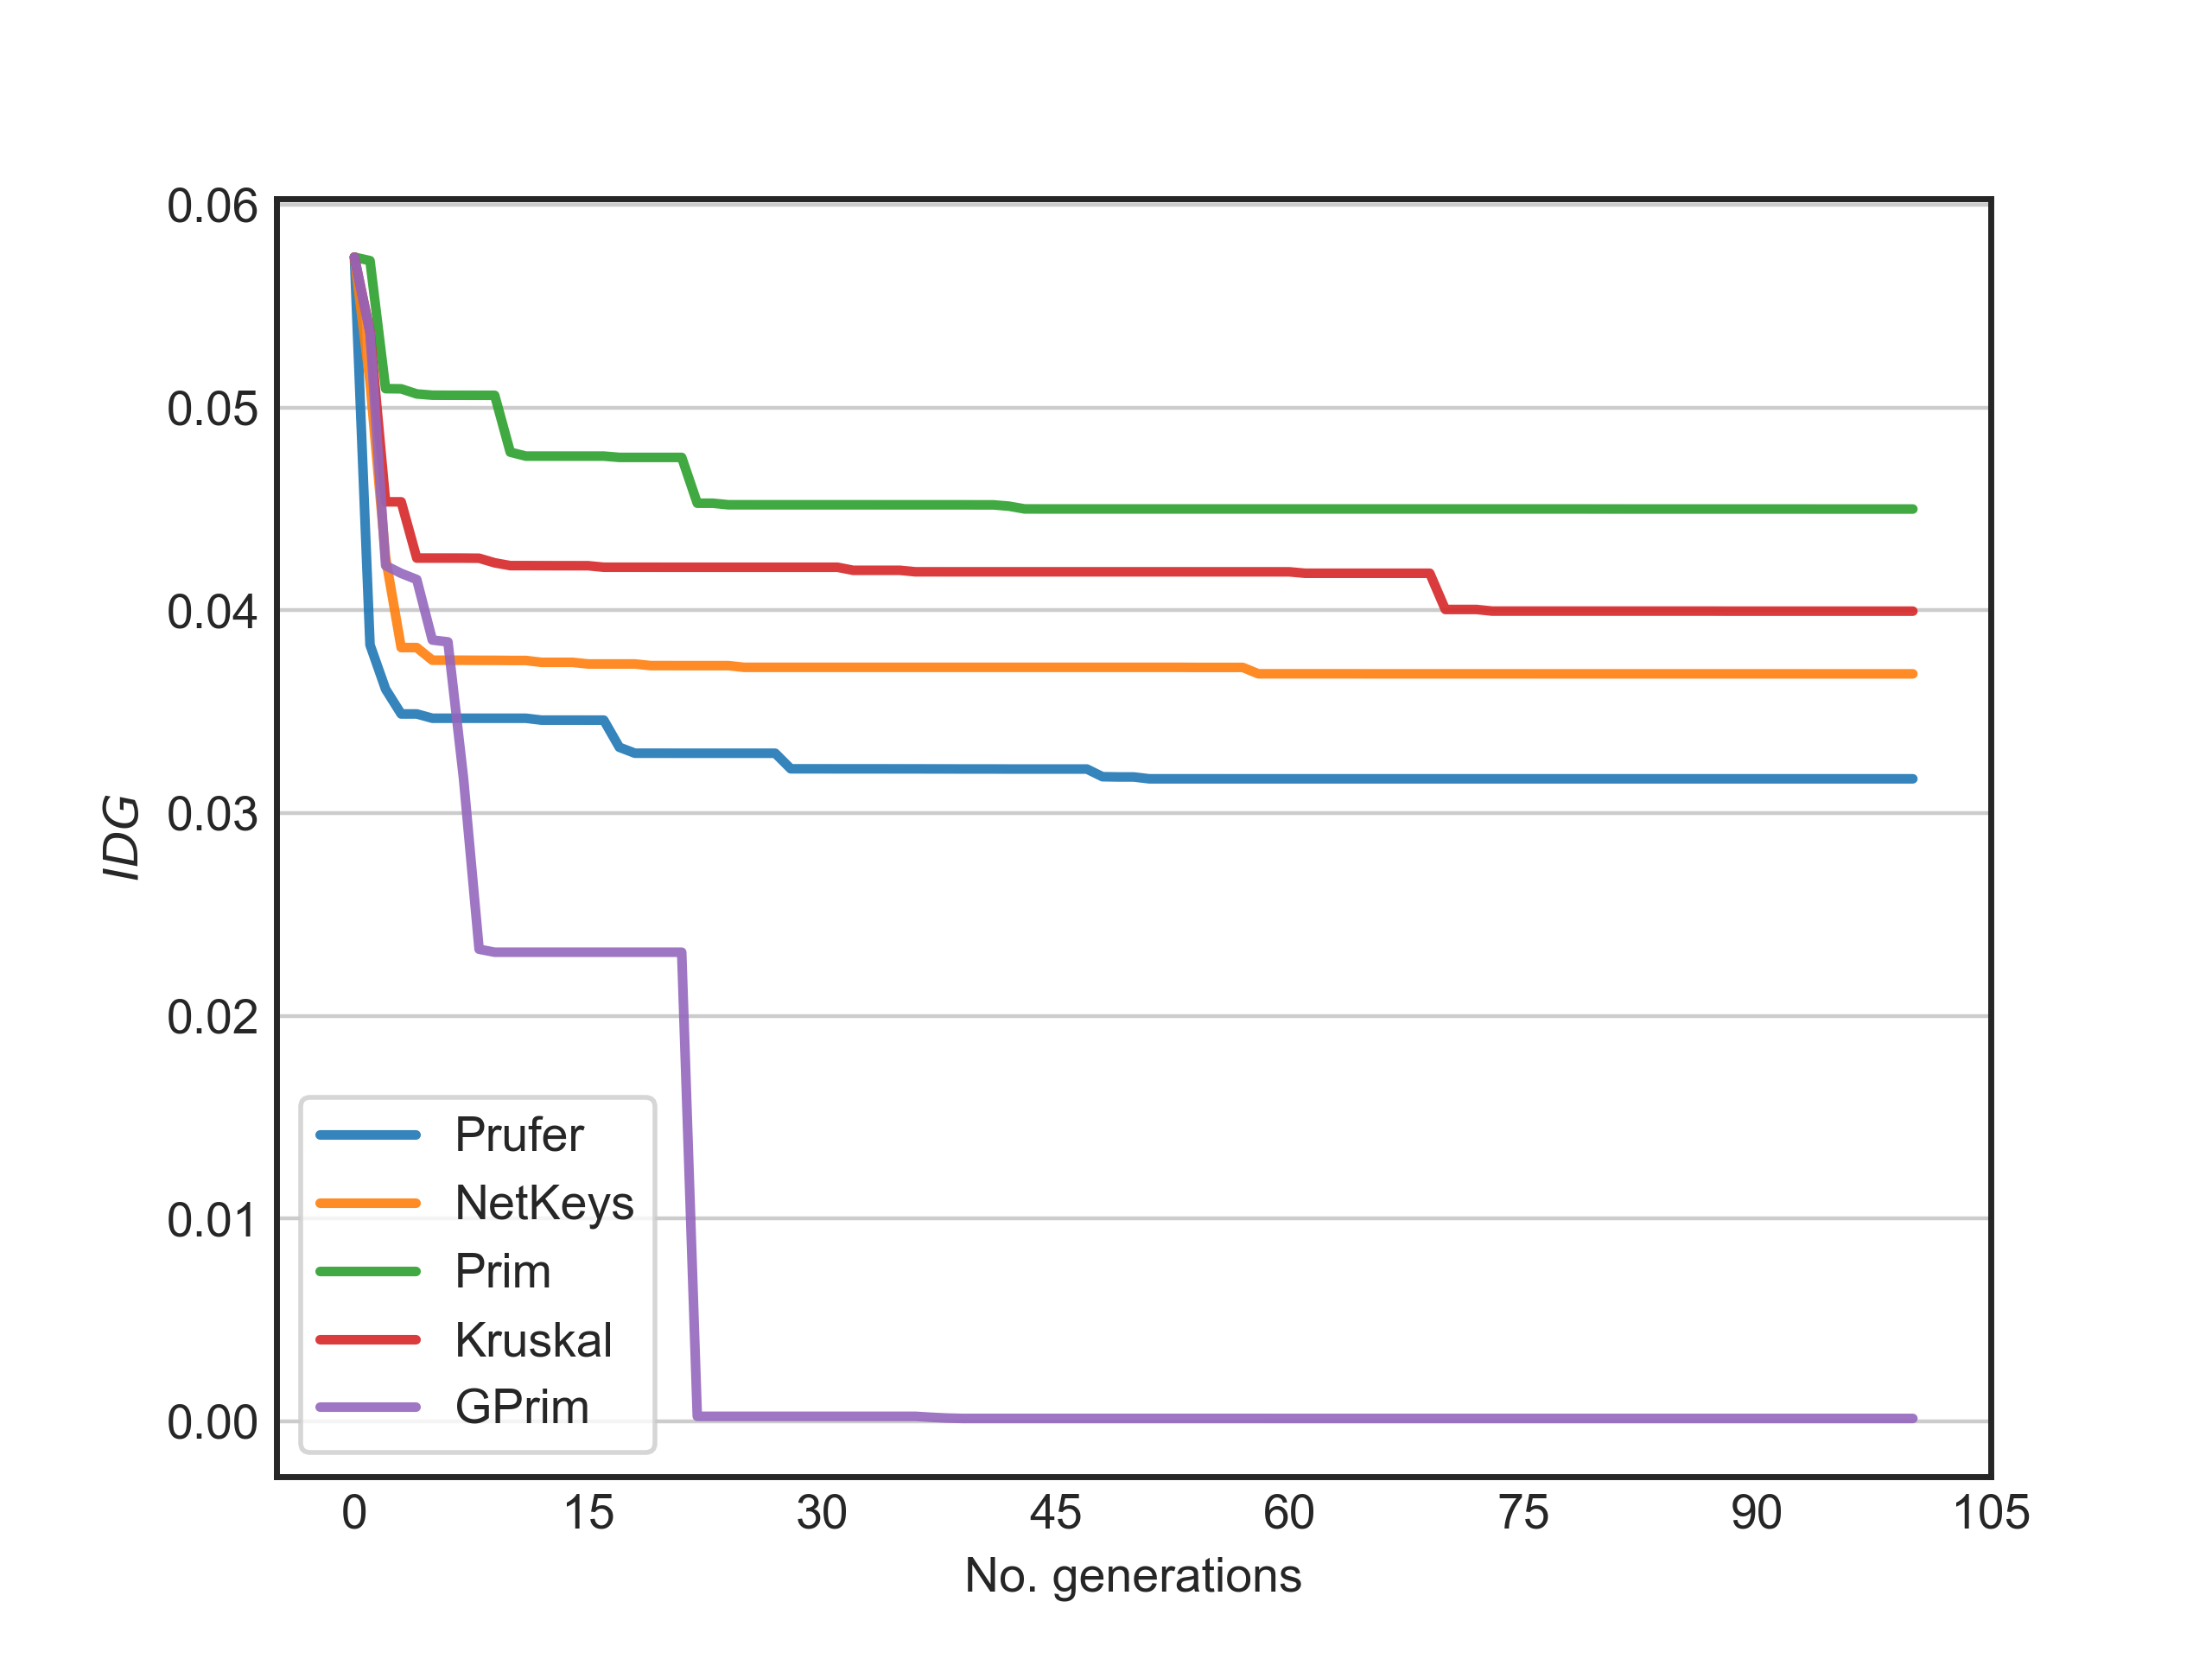 0.06
0.05
0.04
0.03
0.02
0.01
0.00
IDG
Prufer
NetKeys
Prim
Kruskal
GPrim
0 15 30 45 60 75 90 105
No. generations